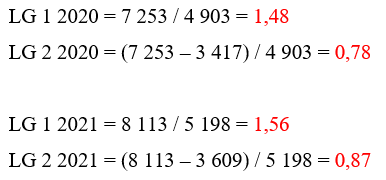 LG 1 2020 = 7 253 / 4 903 = 1,48
LG 2 2020 = (7 253 – 3 417) / 4 903 = 0,78
LG 1 2021 = 8 113 / 5 198 = 1,56
LG 2 2021 = (8 113 – 3 609) / 5 198 = 0,87